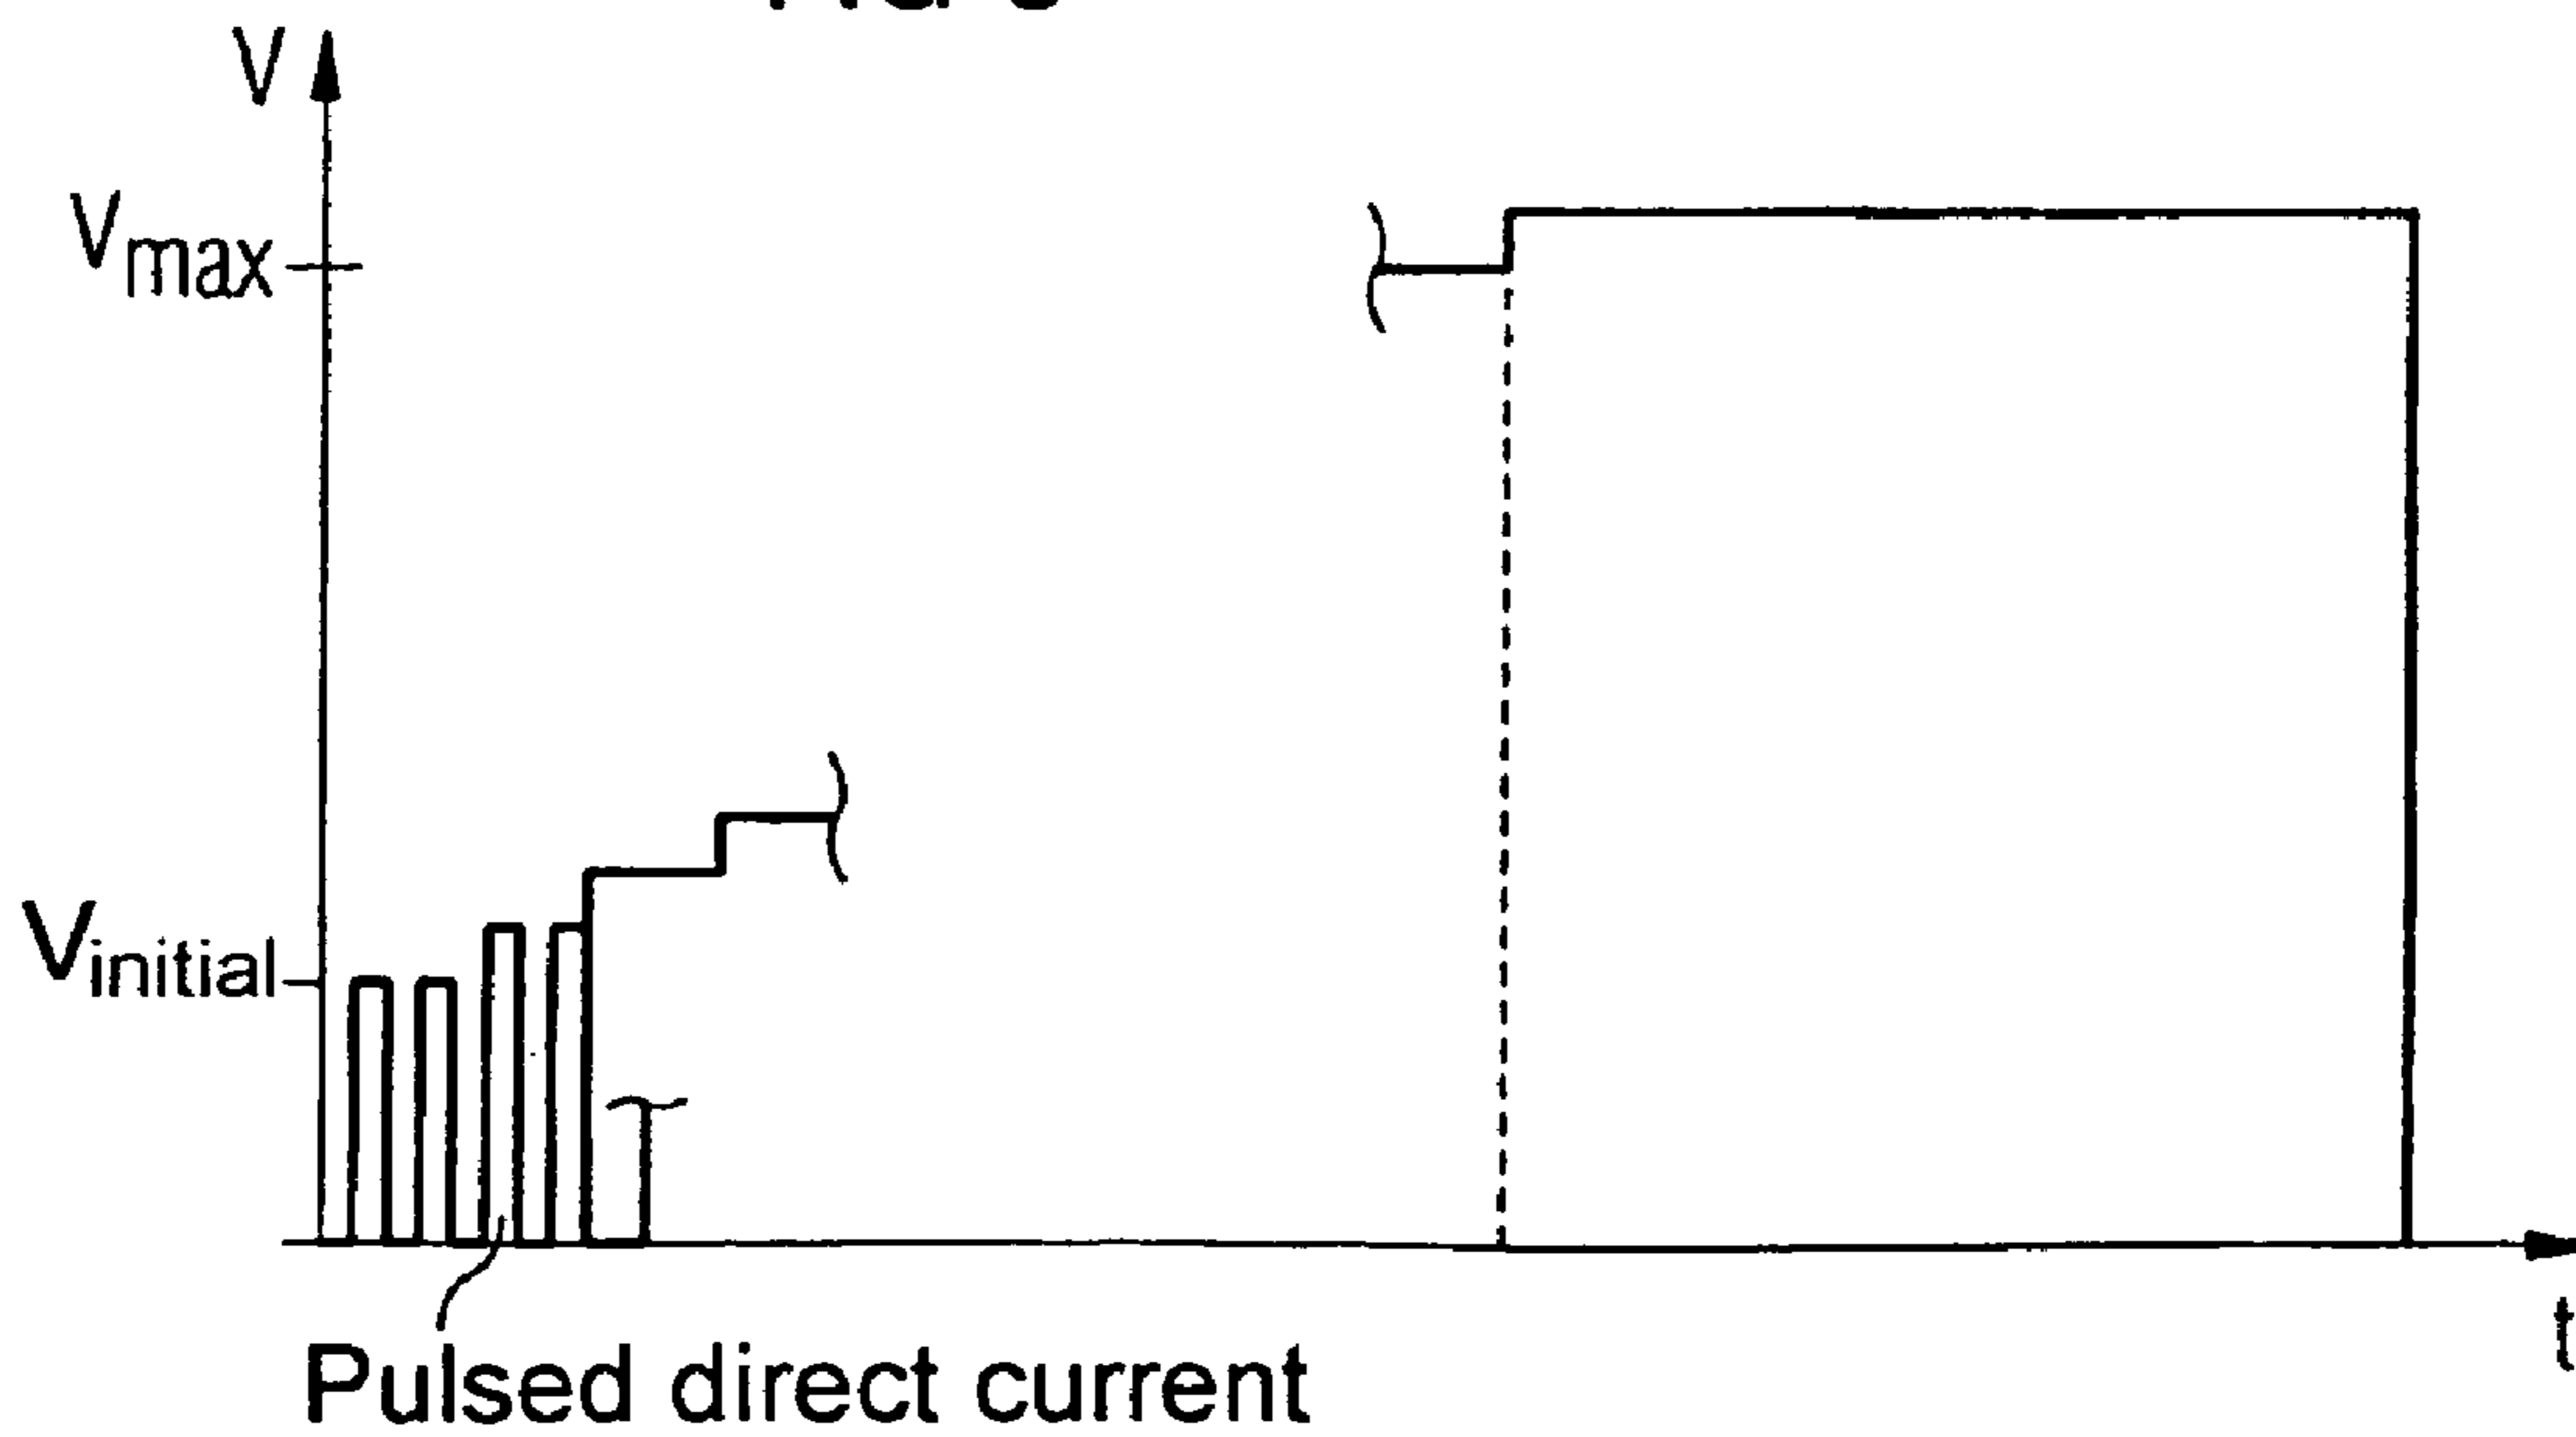 V
Vmax
Vinitial
Pulsed direct current
t